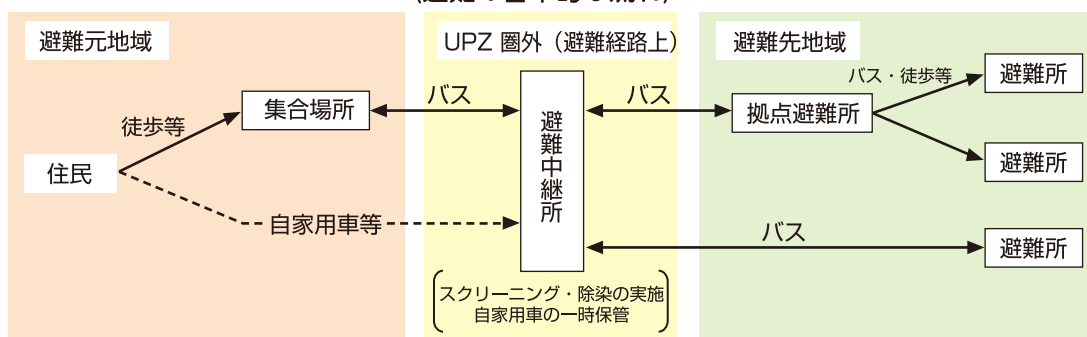 避難元地域
UPZ 圏外（避難経路上）
避難先地域
住民
徒歩等
集合場所
バス
自家用車等
避難中継所
スクリーニング・除染の実施
自家用車の一時保管
バス
拠点避難所
バス・徒歩等
避難所
避難所
バス
避難所